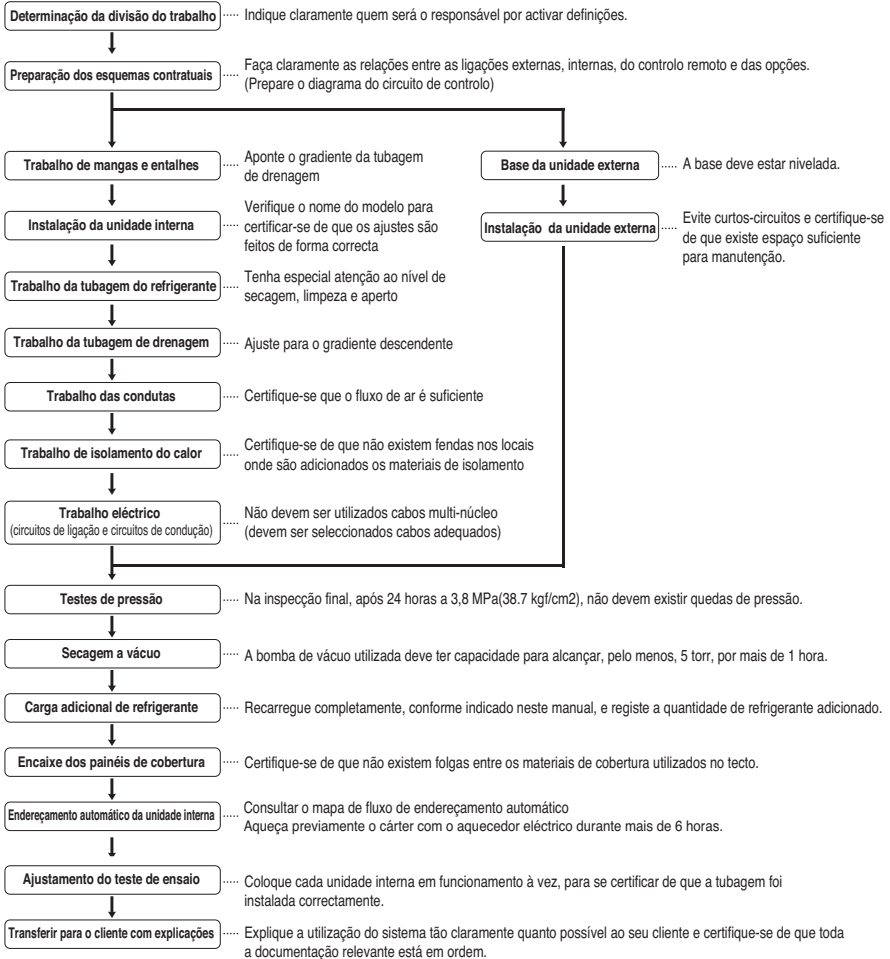 Determinação da divisão do trabalho ..... Indique claramente quem será o responsável por activar definições.
Preparação dos esquemas contratuais ..... Faça claramente as relações entre as ligações externas, internas, do controlo remoto e das opções.
(Prepare o diagrama do circuito de controlo)
Trabalho de mangas e entalhes ..... Aponte o gradiente da tubagem
de drenagem
Base da unidade externa ..... A base deve estar nivelada.
Instalação da unidade interna ..... Verifique o nome do modelo para
certificar-se de que os ajustes são
feitos de forma correcta
Instalação da unidade externa ..... Evite curtos-circuitos e certifique-se
de que existe espaço suficiente
para manutenção.
Trabalho da tubagem do refrigerante ..... Tenha especial atenção ao nível de
secagem, limpeza e aperto
Trabalho da tubagem de drenagem ..... Ajuste para o gradiente descendente
Trabalho das condutas ..... Certifique-se que o fluxo de ar é suficiente
Trabalho de isolamento do calor ..... Certifique-se de que não existem fendas nos locais
onde são adicionados os materiais de isolamento
Trabalho eléctrico
(circuitos de ligação e circuitos de condução) ..... Não devem ser utilizados cabos multi-núcleo
(devem ser seleccionados cabos adequados)
Testes de pressão ..... Na inspecção final, após 24 horas a 3,8 MPa(38.7 kgf/cm2), não devem existir quedas de pressão.
Secagem a vácuo ..... A bomba de vácuo utilizada deve ter capacidade para alcançar, pelo menos, 5 torr, por mais de 1 hora.
Carga adicional de refrigerante ..... Recarregue completamente, conforme indicado neste manual, e registe a quantidade de refrigerante adicionado.
Encaixe dos painéis de cobertura ..... Certifique-se de que não existem folgas entre os materiais de cobertura utilizados no tecto.
Endereçamento automático da unidade interna ..... Consultar o mapa de fluxo de endereçamento automático
Aqueça previamente o cárter com o aquecedor eléctrico durante mais de 6 horas.
Ajustamento do teste de ensaio ..... Coloque cada unidade interna em funcionamento à vez, para se certificar de que a tubagem foi
instalada correctamente.
Transferir para o cliente com explicações ..... Explique a utilização do sistema tão claramente quanto possível ao seu cliente e certifique-se de que toda
a documentação relevante está em ordem.